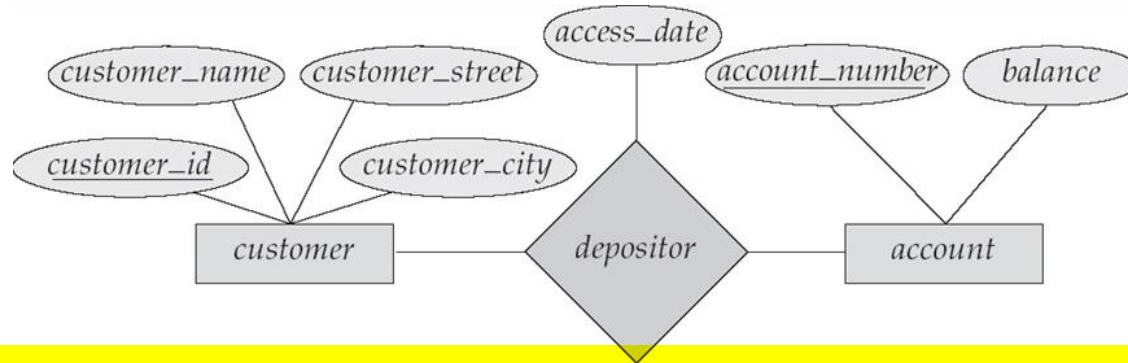 access_date
customer_name customer_street account_number balance
customer_id customer_city
customer depositor account